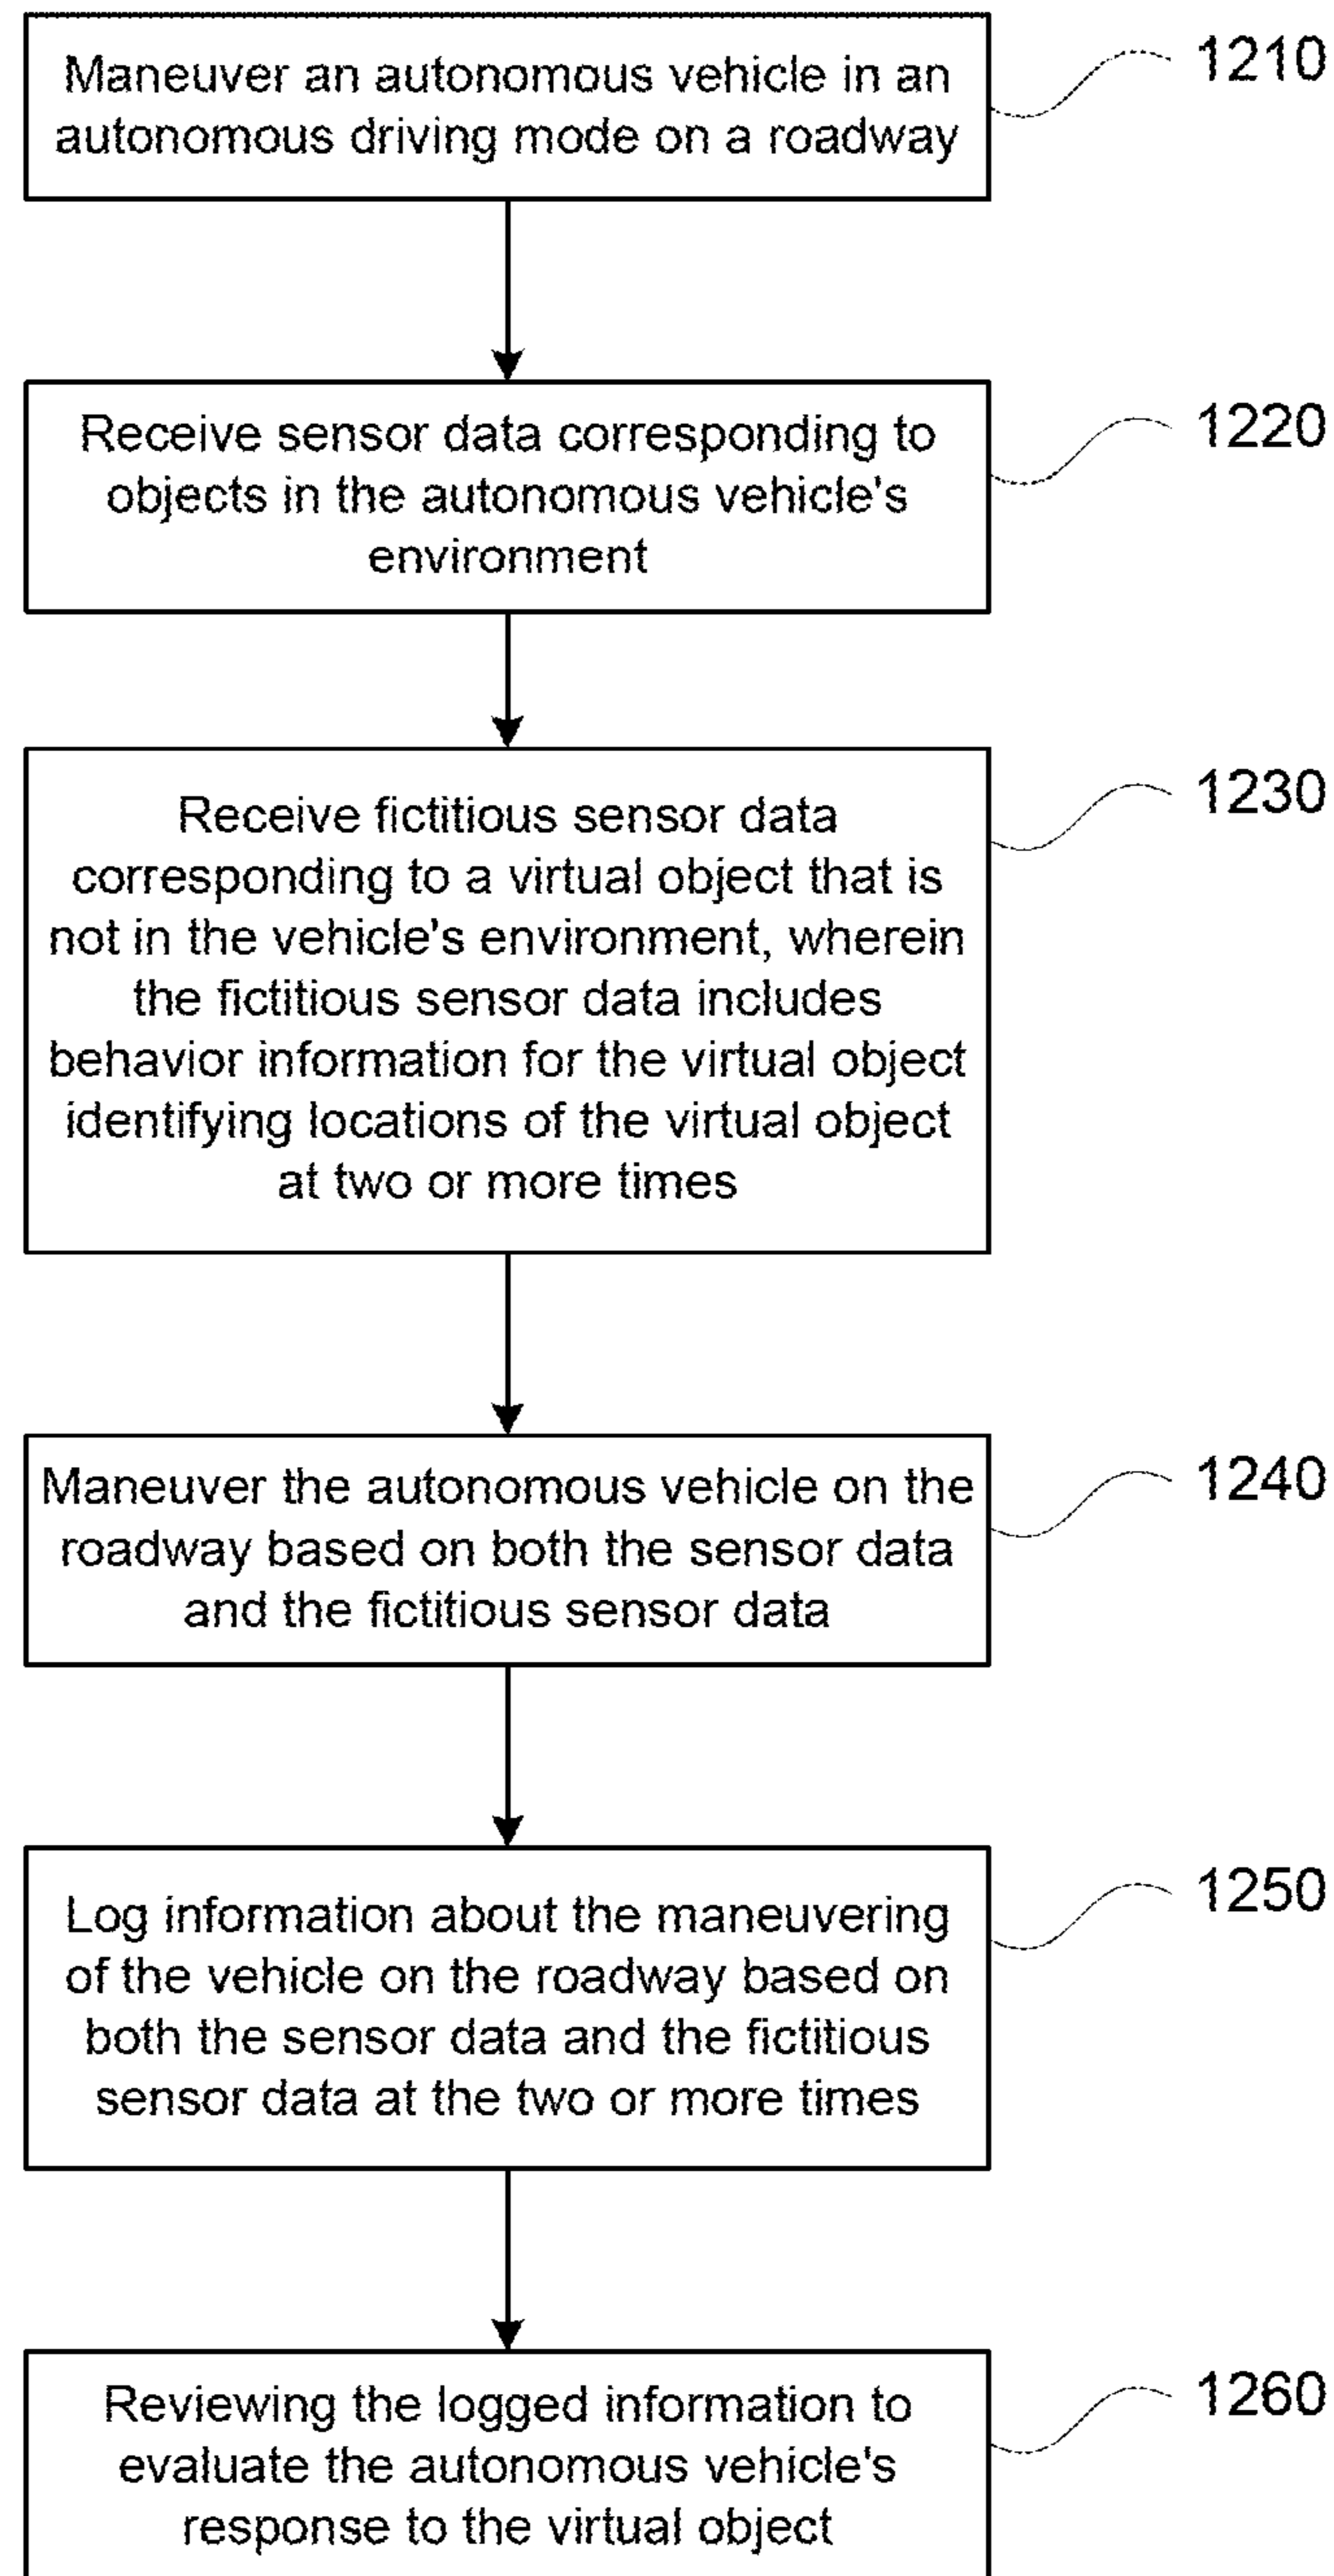 Maneuver an autonomous vehicle in an
autonomous driving mode on a roadway
1210
Receive sensor data corresponding to
objects in the autonomous vehicle's
environment
1220
Receive fictitious sensor data
corresponding to a virtual object that is
not in the vehicle's environment, wherein
the fictitious sensor data includes
behavior information for the virtual object
identifying locations of the virtual object
at two or more times
1230
Maneuver the autonomous vehicle on the
roadway based on both the sensor data
and the fictitious sensor data
1240
Log information about the maneuvering
of the vehicle on the roadway based on
both the sensor data and the fictitious
sensor data at the two or more times
1250
Reviewing the logged information to
evaluate the autonomous vehicle's
response to the virtual object
1260